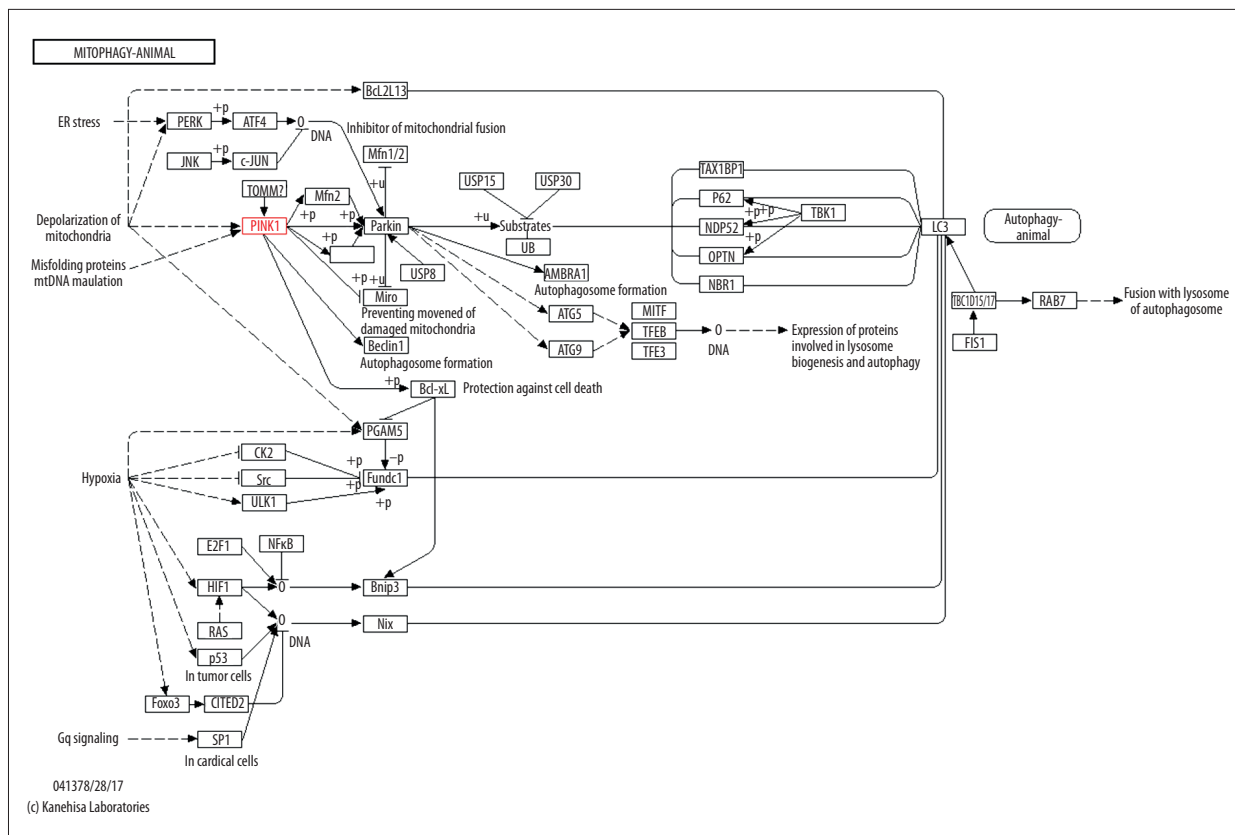 MITOPHAGY-ANIMAL
BcL2L13
ER stress
PERK
+p
ATF4
0
DNA
Inhibitor of mitochondrial fusion
JNK
+p
c-JUN
Mfn1/2
TOMM?
Mfn2
+u
USP15
USP30
TAX1BP1
P62
TBK1
+p+p
Depolarization of
mitochondria
PINK1
+p
+p
Parkin
+u
Substrates
UB
NDP52
+p
LC3
Autophagy-
animal
Misfolding proteins
mtDNA maulation
+p
+u
USP8
AMBRA1
Autophagosome formation
OPTN
NBR1
Miro
Preventing movened of
damaged mitochondria
Beclin1
Autophagosome formation
ATG5
ATG9
MITF
TFEB
TFE3
0
DNA
Expression of proteins
involved in lysosome
biogenesis and autophagy
TBC1D15/17
RAB7
Fusion with lysosome
of autophagosome
FIS1
+p
Bcl-xL
Protection against cell death
PGAM5
–p
Hypoxia
CK2
+p
Src
+p
Fundc1
ULK1
+p
E2F1
NFκB
HIF1
0
Bnip3
RAS
0
DNA
Nix
p53
In tumor cells
Foxo3
CITED2
Gq signaling
SP1
In cardical cells
041378/28/17
(c) Kanehisa Laboratories